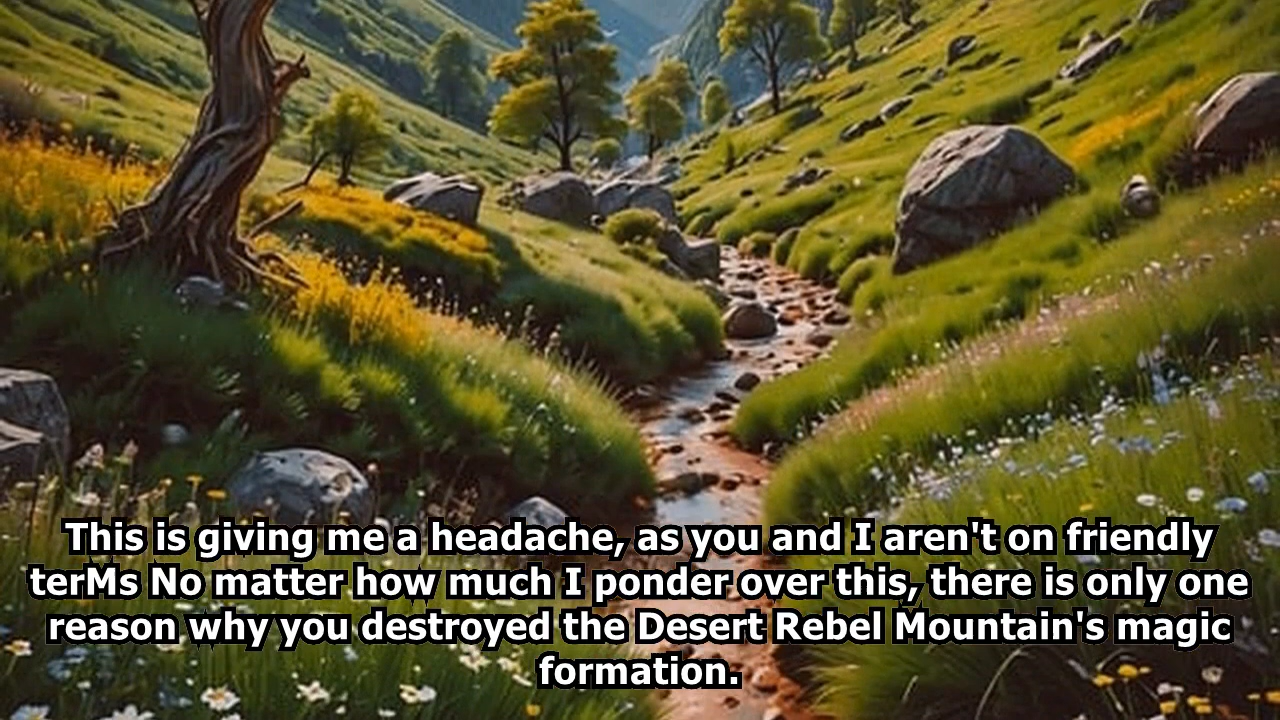 This is giving me a headache, as you and I aren't on friendly
terMs No matter how much I ponder over this, there is only one
reason why you destroyed the Desert Rebel Mountain's magic
formation.